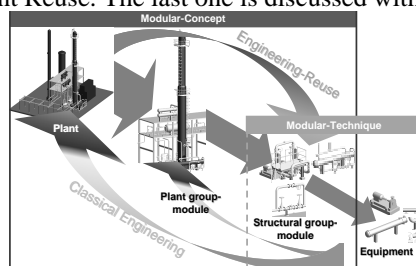 nt Reuse. The last one is discussed with
Modular-Concept
Engineering-Reuse
Modular-Technique
Plant
Classical Engineering
Plant group-
module
Structural group-
module
Equipment